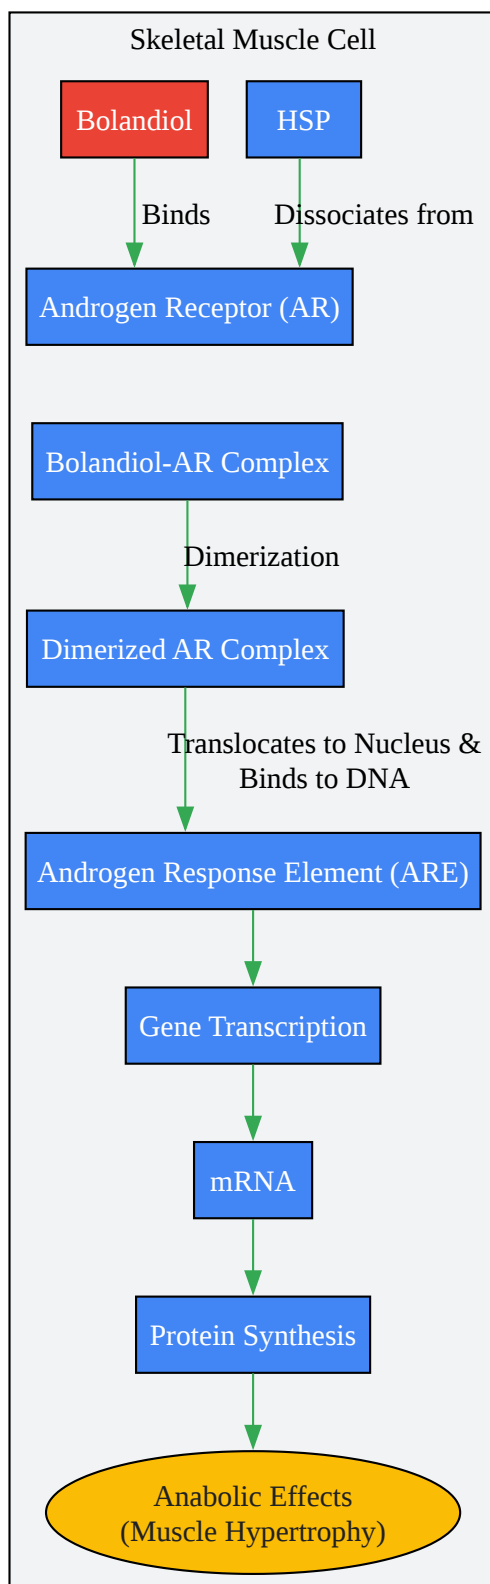 Skeletal Muscle Cell
Bolandiol
HSP
Binds
Dissociates from
Androgen Receptor (AR)
Bolandiol-AR Complex
Dimerization
Dimerized AR Complex
Translocates to Nucleus &
Binds to DNA
Androgen Response Element (ARE)
Gene Transcription
mRNA
Protein Synthesis
Anabolic Effects
(Muscle Hypertrophy)